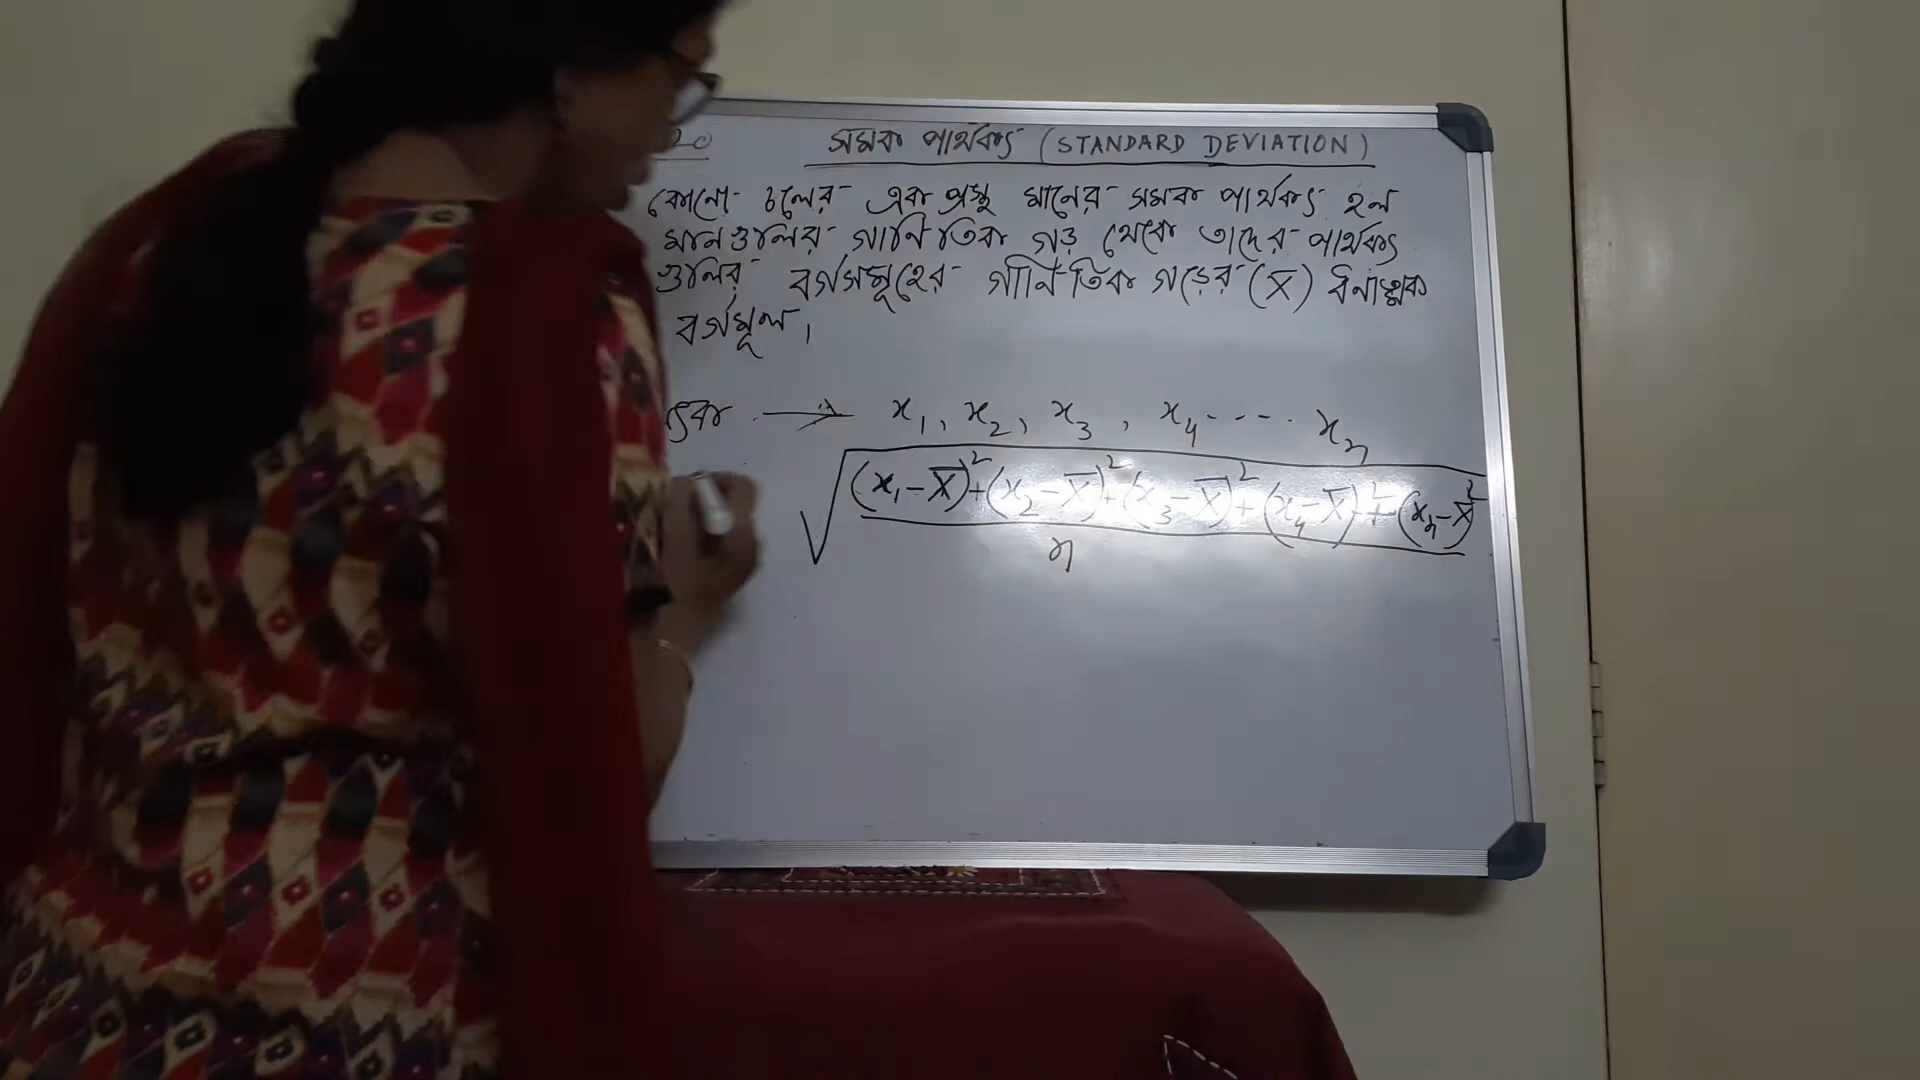 20 সমক পার্থক্য (STANDARD DEVIATION)
কোনো চলের এক প্রস্থ মানের সমক পার্থক্য হল
মানগুলির গাণিতিক গড় থেকে তাদের পার্থক্য
গুলির বর্গসমূহের গাণিতিক গড়ের (x̅) ধনাত্মক
বর্গমূল,
→ x₁, x₂, x₃, x₄ ---- xₙ
√(x₁-X̅)²+(x₂-X̅)²+(x₃-X̅)²+(x₄-X̅)²+(xₙ-X̅)²
n